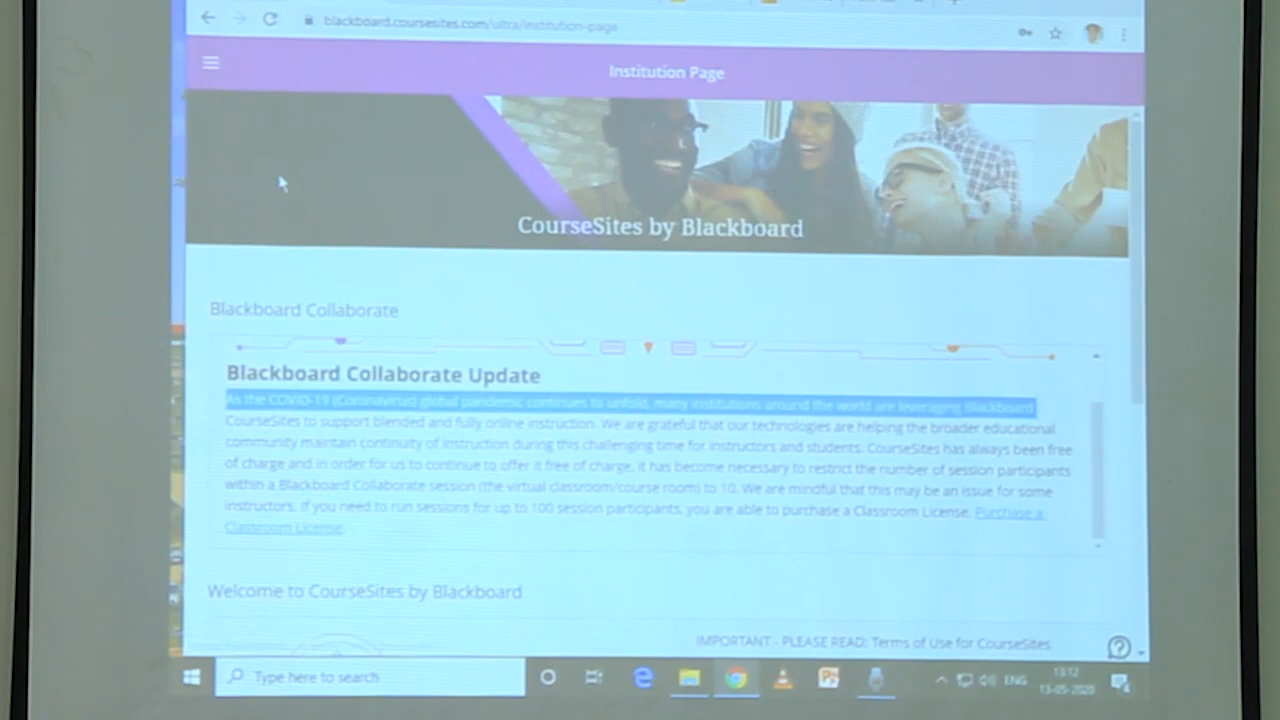 blackboard.coursesites.com/ultra/institution-page
Institution Page
CourseSites by Blackboard
Blackboard Collaborate
Blackboard Collaborate Update
As the COVID-19 (Coronavirus) global pandemic continues to unfold, many institutions around the world are leveraging Blackboard
CourseSites to support blended and fully online instruction. We are grateful that our technologies are helping the broader educational
community maintain continuity of instruction during this challenging time for instructors and students. CourseSites has always been free
of charge and in order for us to continue to offer it free of charge, it has become necessary to restrict the number of session participants
within a Blackboard Collaborate session (the virtual classroom/course room) to 10. We are mindful that this may be an issue for some
instructors. If you need to run sessions for up to 100 session participants, you are able to purchase a Classroom License. Purchase a
Classroom License.
Welcome to CourseSites by Blackboard
IMPORTANT - PLEASE READ: Terms of Use for CourseSites
Type here to search
ENG
13:12
13-05-2020